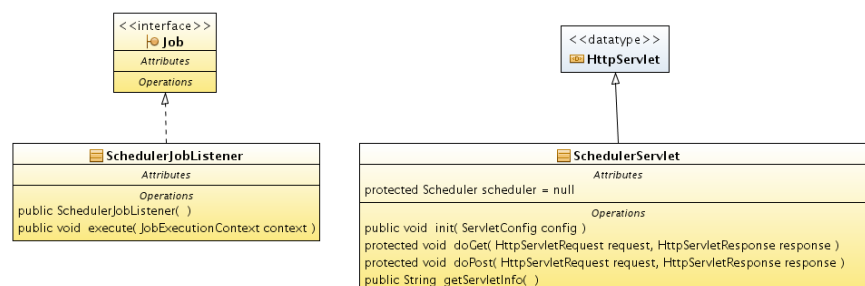 <<interface>>
Job
Attributes
Operations
SchedulerJobListener
Attributes
Operations
public SchedulerJobListener( )
public void execute( JobExecutionContext context )
<<datatype>>
HttpServlet
SchedulerServlet
Attributes
protected Scheduler scheduler = null
Operations
public void init( ServletConfig config )
protected void doGet( HttpServletRequest request, HttpServletResponse response )
protected void doPost( HttpServletRequest request, HttpServletResponse response )
public String getServletInfo( )